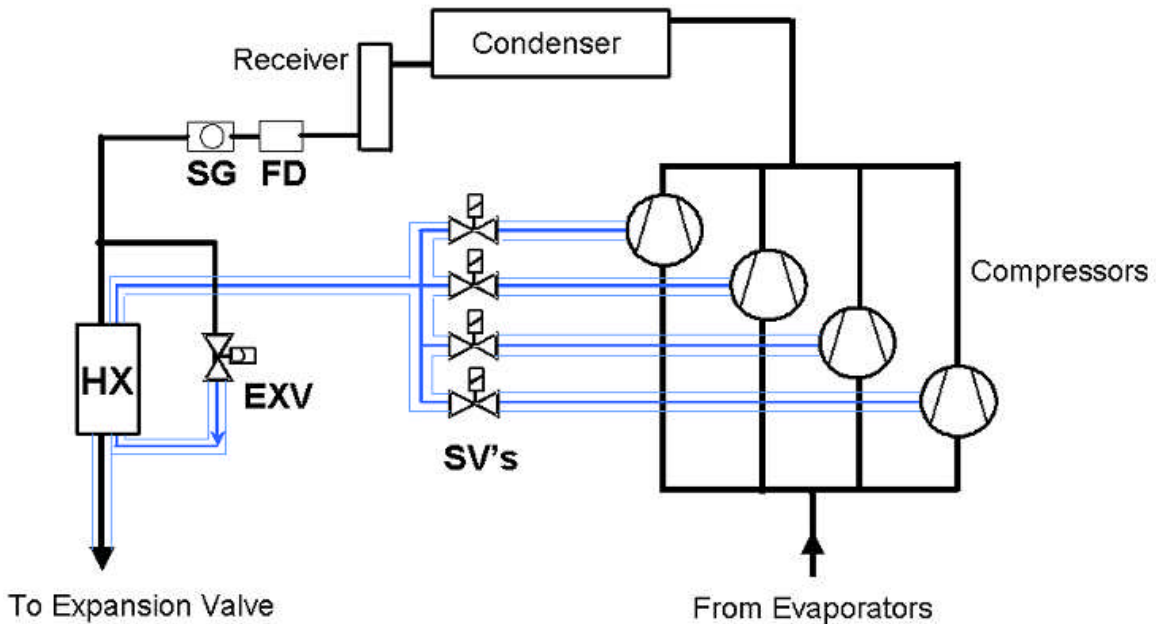 Condenser
Receiver
SG
FD
Compressors
HX
EXV
SV's
To Expansion Valve
From Evaporators